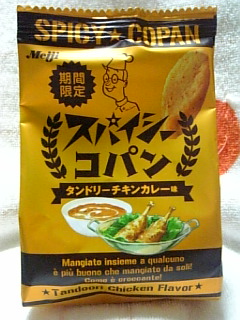 SPICY★COPAN
Meiji
期間
限定
スパイシー
コパン
タンドリーチキンカレー味
Mangiato insieme a qualcuno
è più buono che mangiato da soli!
Come è croccante!
★Tandoori Chicken Flavor★